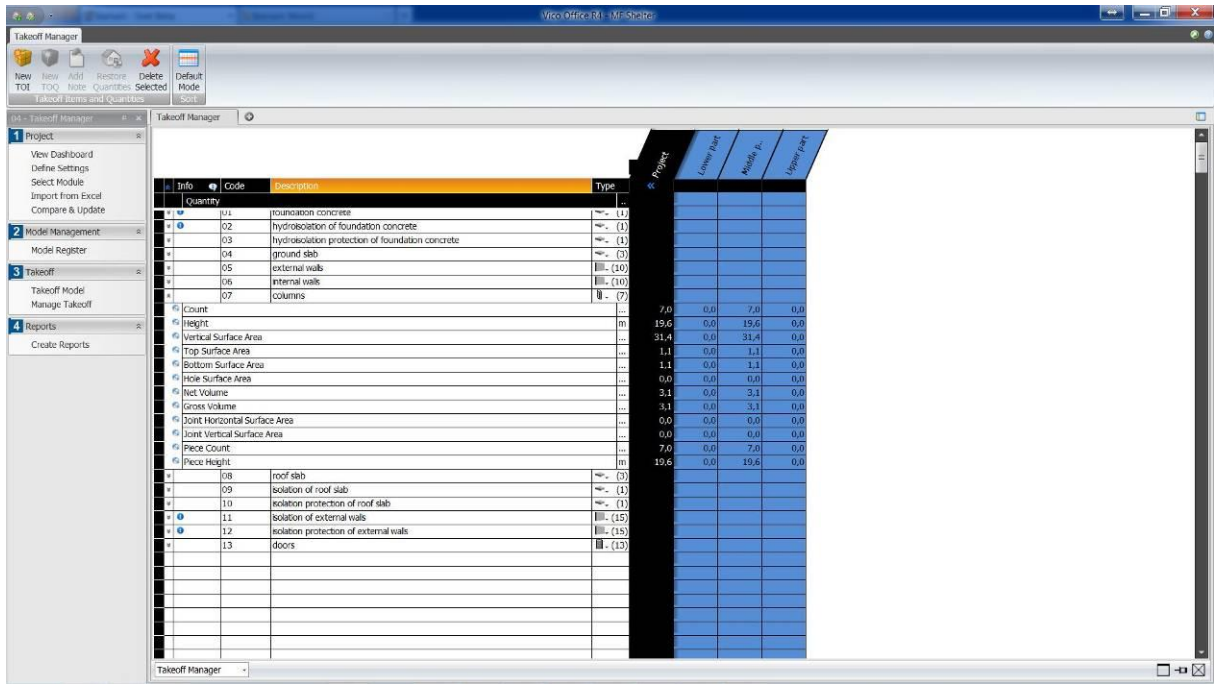 Vico Office R4 - MF Shelter
Takeoff Manager
New TOI
New TOQ
Add Note
Restore Quantities
Delete Selected
Default Mode
Takeoff Items and Quantities
Sort
04 - Takeoff Manager
Takeoff Manager
1 Project
View Dashboard
Define Settings
Select Module
Import from Excel
Compare & Update
2 Model Management
Model Register
3 Takeoff
Takeoff Model
Manage Takeoff
4 Reports
Create Reports
Project
Lower part
Middle p..
Upper part
Info Code Description Type
Quantity ..
01 foundation concrete (1)
02 hydroisolation of foundation concrete (1)
03 hydroisolation protection of foundation concrete (1)
04 ground slab (3)
05 external walls (10)
06 internal walls (10)
07 columns (7)
Count ... 7,0 0,0 7,0 0,0
Height m 19,6 0,0 19,6 0,0
Vertical Surface Area ... 31,4 0,0 31,4 0,0
Top Surface Area ... 1,1 0,0 1,1 0,0
Bottom Surface Area ... 1,1 0,0 1,1 0,0
Hole Surface Area ... 0,0 0,0 0,0 0,0
Net Volume ... 3,1 0,0 3,1 0,0
Gross Volume ... 3,1 0,0 3,1 0,0
Joint Horizontal Surface Area ... 0,0 0,0 0,0 0,0
Joint Vertical Surface Area ... 0,0 0,0 0,0 0,0
Piece Count ... 7,0 0,0 7,0 0,0
Piece Height m 19,6 0,0 19,6 0,0
08 roof slab (3)
09 isolation of roof slab (1)
10 isolation protection of roof slab (1)
11 isolation of external walls (15)
12 isolation protection of external walls (15)
13 doors (13)
Takeoff Manager